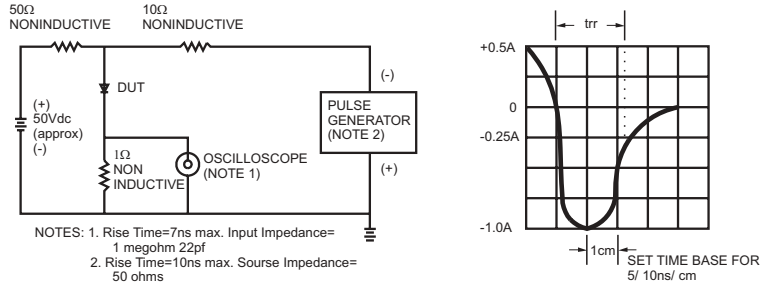 50Ω
NONINDUCTIVE
10Ω
NONINDUCTIVE
(+)
50Vdc
(approx)
(-)
DUT
1Ω
NON
INDUCTIVE
OSCILLOSCOPE
(NOTE 1)
(-)
PULSE
GENERATOR
(NOTE 2)
(+)
NOTES: 1. Rise Time=7ns max. Input Impedance=
1 megohm 22pf
2. Rise Time=10ns max. Sourse Impedance=
50 ohms
trr
+0.5A
0
-0.25A
-1.0A
1cm
SET TIME BASE FOR
5/ 10ns/ cm